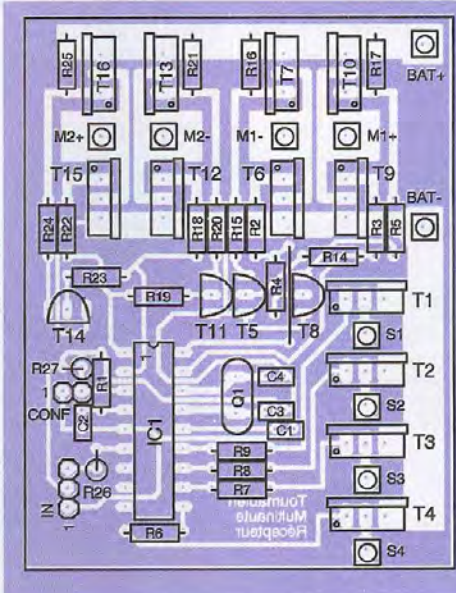 R25 T16 T13 R21 R16 T7 T10 R17
BAT+
M2+ M2- M1- M1+
T15 T12 T6 T9
BAT-
R24 R22 R18 R20 R15 R2 R3 R5
R23 R19 R4 R14
T14 T11 T5 T8 T1
S1
R27 R1 1 Q1 C4 T2
1
CONF C2 IC1 C3 S2
C1
R9 T3
R8
IN R26 R7 S3
1
Tournaulen
Multinaute
Récepteur
R6 T4
S4